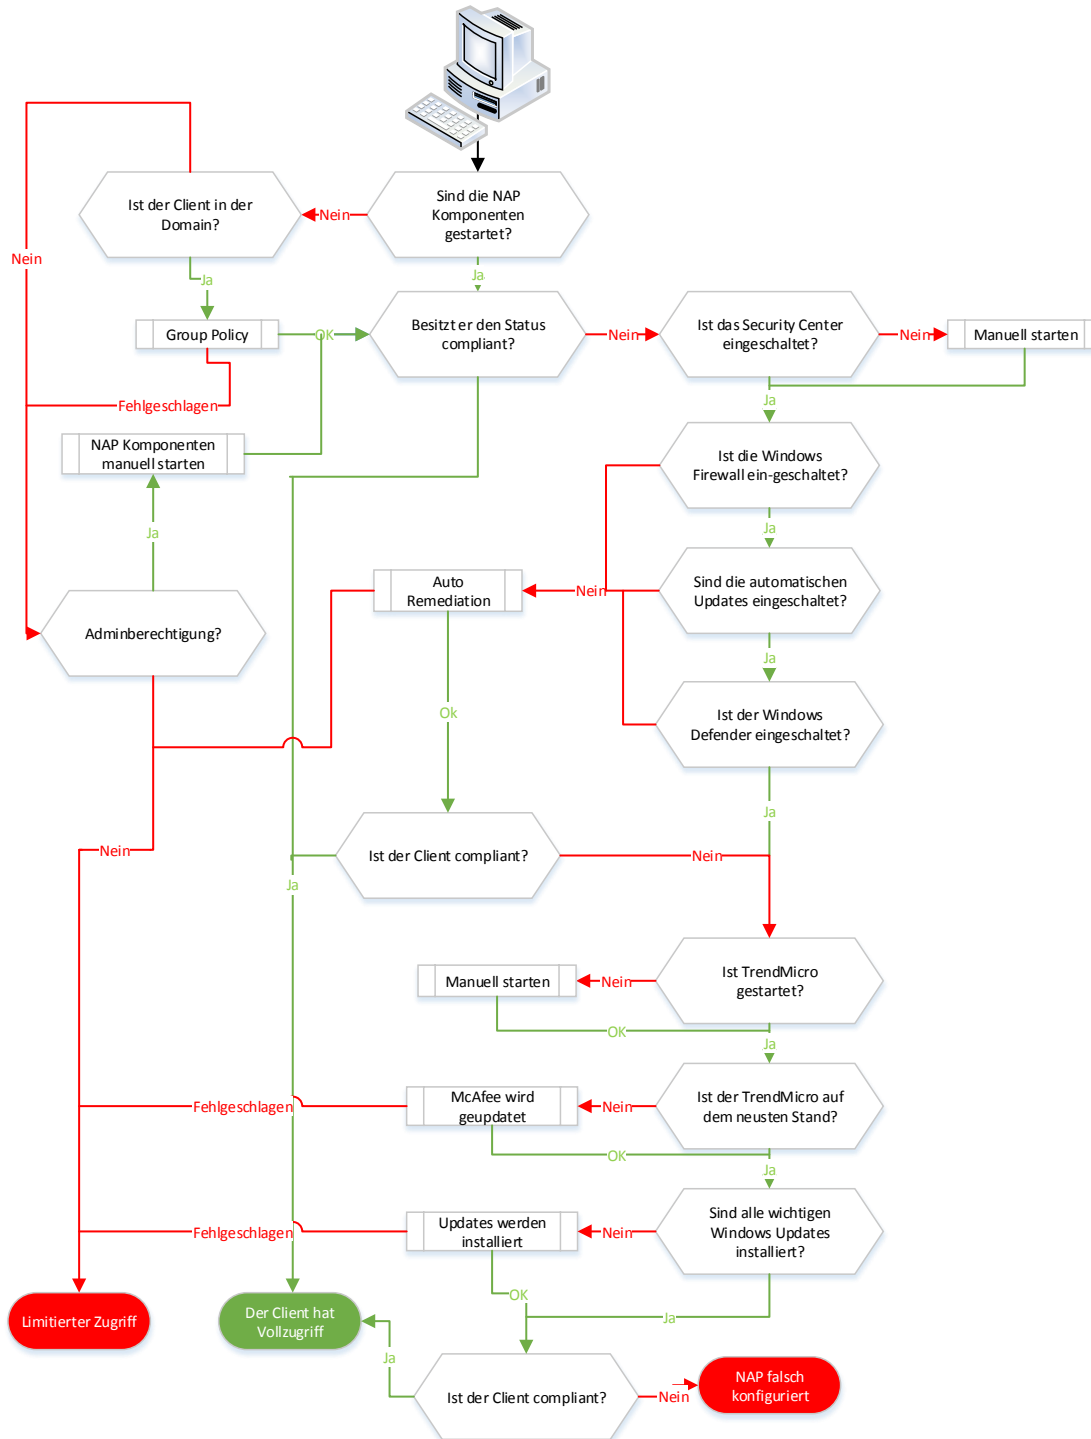 Sind die NAP
Komponenten
gestartet?
Nein
Ist der Client in der
Domain?
Nein
Ja
Ja
Group Policy
OK
Besitzt er den Status
compliant?
Nein
Ist das Security Center
eingeschaltet?
Nein
Manuell starten
Fehlgeschlagen
Ja
NAP Komponenten
manuell starten
Ist die Windows
Firewall ein-geschaltet?
Ja
Ja
Auto
Remediation
Nein
Sind die automatischen
Updates eingeschaltet?
Adminberechtigung?
Ja
Ok
Ist der Windows
Defender eingeschaltet?
Ja
Nein
Ist der Client compliant?
Nein
Ja
Ist TrendMicro
gestartet?
Nein
Manuell starten
OK
Ja
Fehlgeschlagen
McAfee wird
geupdatet
Nein
Ist der TrendMicro auf
dem neusten Stand?
OK
Ja
Fehlgeschlagen
Updates werden
installiert
Nein
Sind alle wichtigen
Windows Updates
installiert?
OK
Ja
Limitierter Zugriff
Der Client hat
Vollzugriff
Ja
Ist der Client compliant?
Nein
NAP falsch
konfiguriert